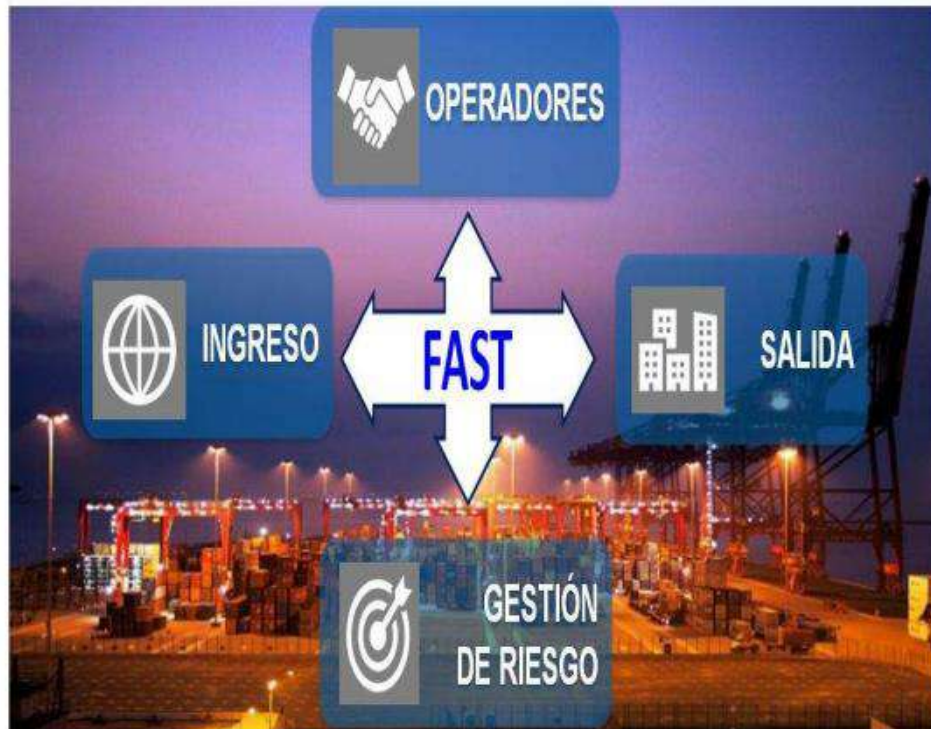 OPERADORES
INGRESO
FAST
SALIDA
GESTIÓN
DE RIESGO